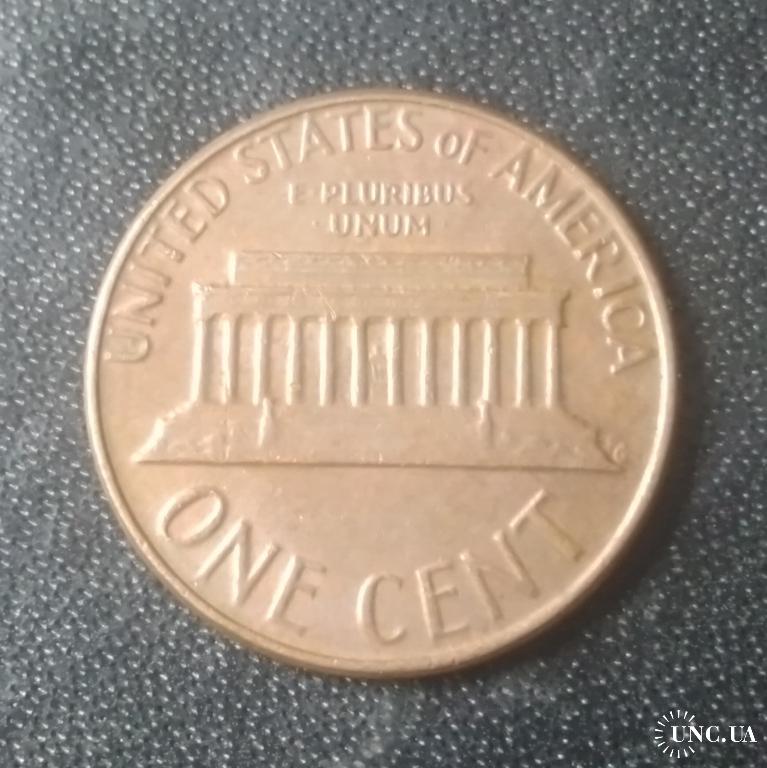 UNITED STATES OF AMERICA
E·PLURIBUS
·UNUM·
ONE CENT
UNC.UA